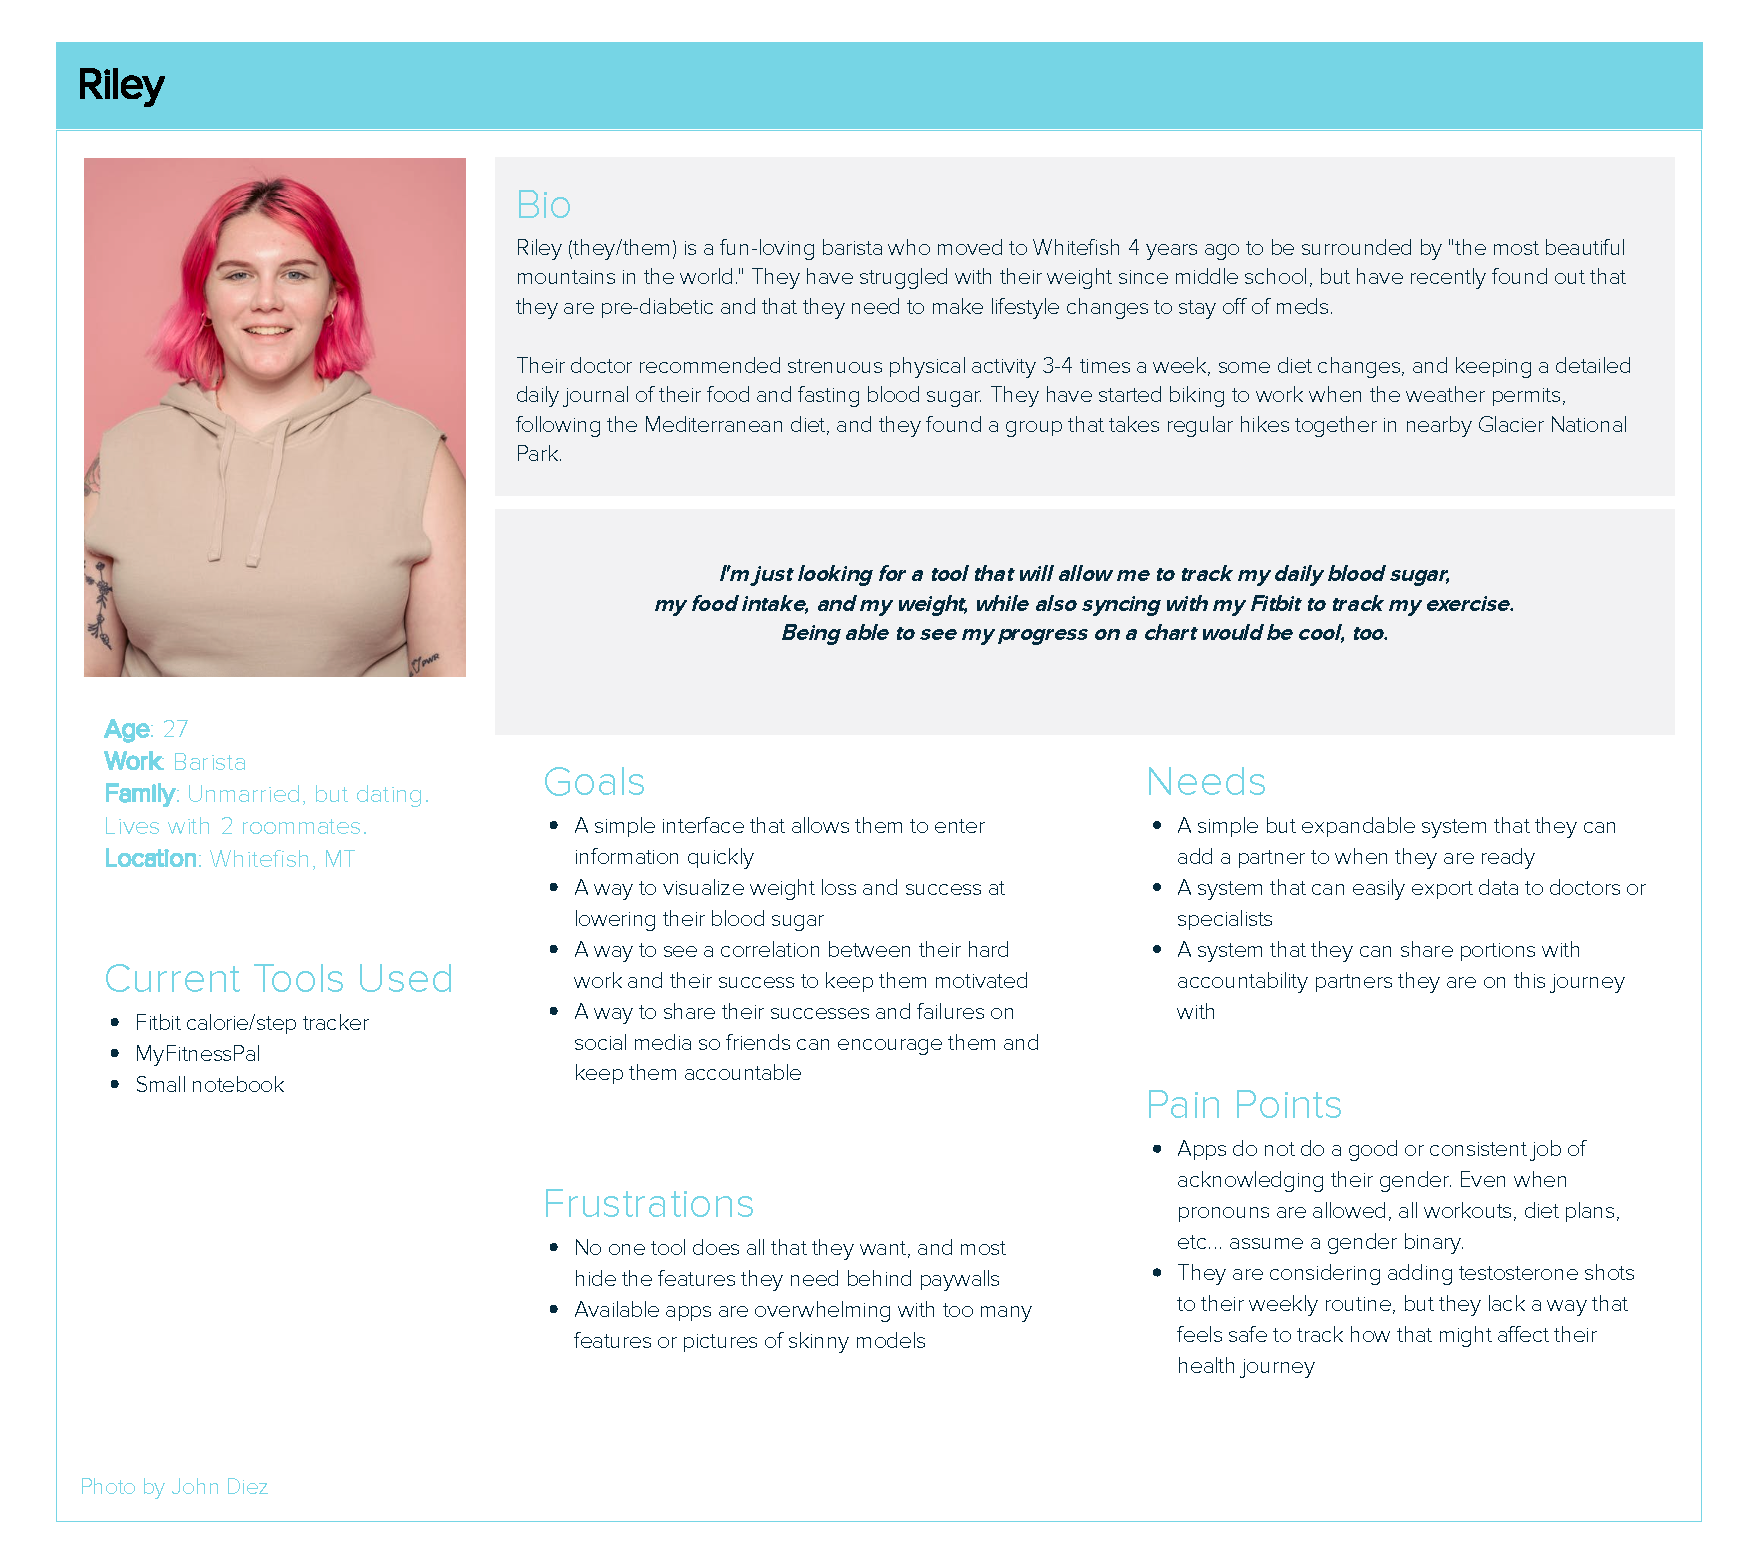 Riley
Bio
Riley (they/them) is a fun-loving barista who moved to Whitefish 4 years ago to be surrounded by "the most beautiful
mountains in the world." They have struggled with their weight since middle school, but have recently found out that
they are pre-diabetic and that they need to make lifestyle changes to stay off of meds.
Their doctor recommended strenuous physical activity 3-4 times a week, some diet changes, and keeping a detailed
daily journal of their food and fasting blood sugar. They have started biking to work when the weather permits,
following the Mediterranean diet, and they found a group that takes regular hikes together in nearby Glacier National
Park.
I'm just looking for a tool that will allow me to track my daily blood sugar,
my food intake, and my weight, while also syncing with my Fitbit to track my exercise.
Being able to see my progress on a chart would be cool, too.
PWR
Age: 27
Work: Barista
Family: Unmarried, but dating.
Lives with 2 roommates.
Location: Whitefish, MT
Current Tools Used
• Fitbit calorie/step tracker
• MyFitnessPal
• Small notebook
Goals
• A simple interface that allows them to enter
information quickly
• A way to visualize weight loss and success at
lowering their blood sugar
• A way to see a correlation between their hard
work and their success to keep them motivated
• A way to share their successes and failures on
social media so friends can encourage them and
keep them accountable
Frustrations
• No one tool does all that they want, and most
hide the features they need behind paywalls
• Available apps are overwhelming with too many
features or pictures of skinny models
Needs
• A simple but expandable system that they can
add a partner to when they are ready
• A system that can easily export data to doctors or
specialists
• A system that they can share portions with
accountability partners they are on this journey
with
Pain Points
• Apps do not do a good or consistent job of
acknowledging their gender. Even when
pronouns are allowed, all workouts, diet plans,
etc... assume a gender binary.
• They are considering adding testosterone shots
to their weekly routine, but they lack a way that
feels safe to track how that might affect their
health journey
Photo by John Diez